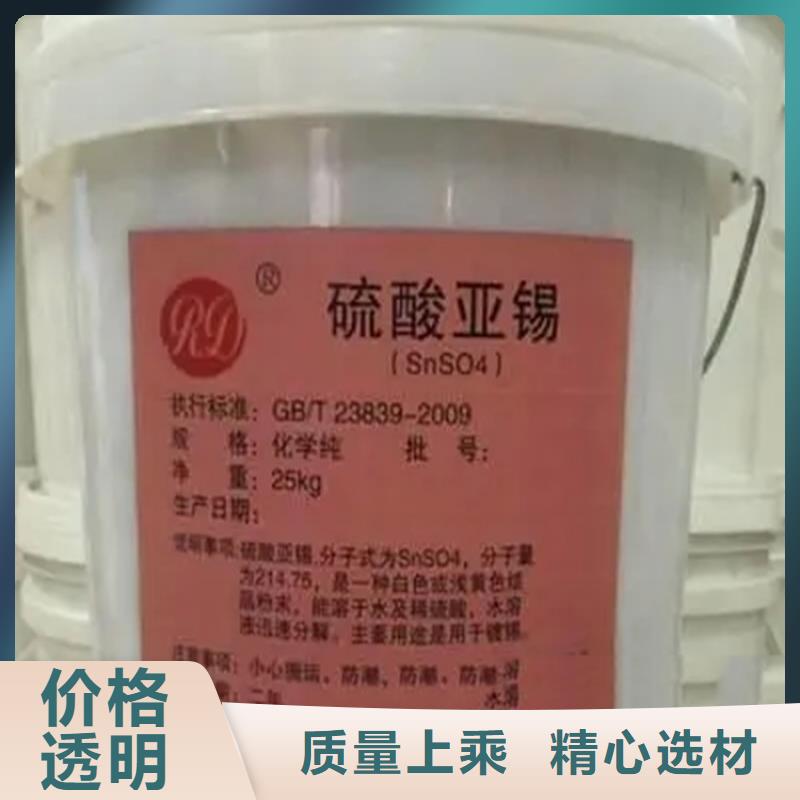 RD ®
硫酸亚锡
(SnSO4)
执行标准: GB/T 23839-2009
规 格: 化学纯 批 号:
净 重: 25kg
生产日期:
说明事项:硫酸亚锡.分子式为SnSO4, 分子量
为214.75, 是一种白色或浅黄色结
晶粉末, 能溶于水及稀硫酸, 水溶
液迅速分解. 主要用途是用于镀锡.
注意事项: 小心搬运、防潮、防潮、防潮 溶
二年 水溶
价格
透明
质量上乘 精心选材